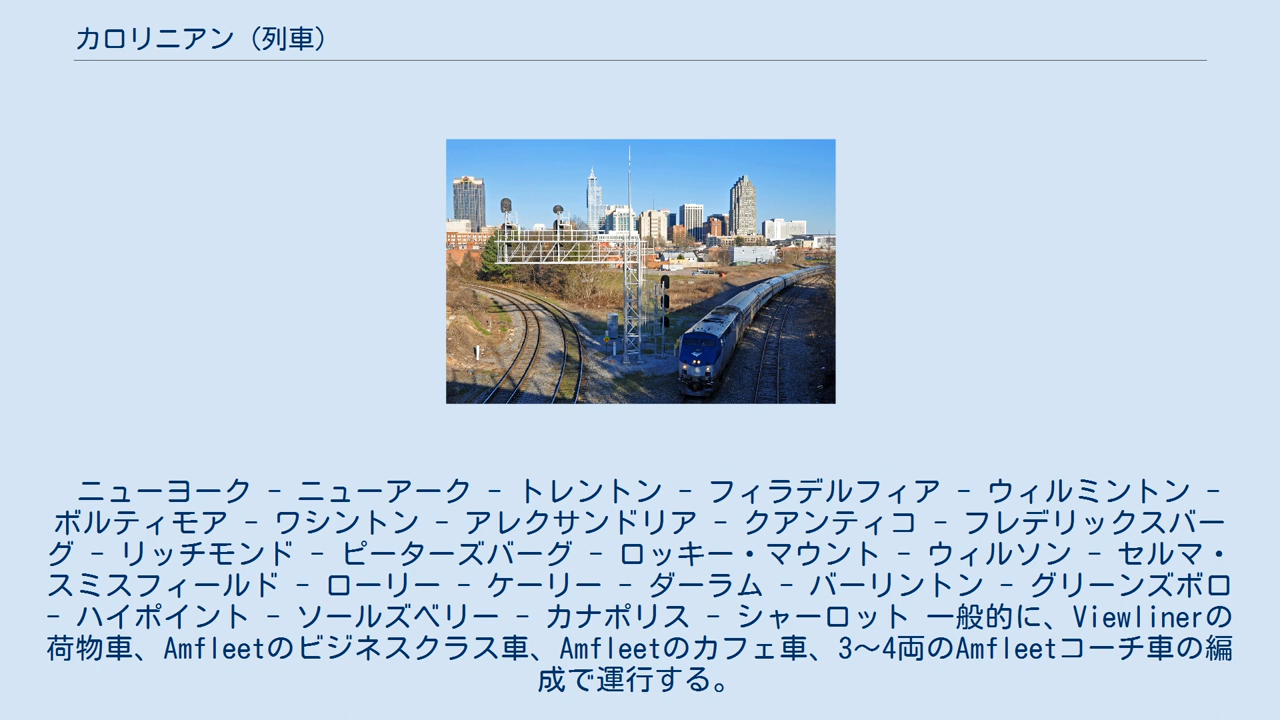 カロリニアン（列車）
ニューヨーク - ニューアーク - トレントン - フィラデルフィア - ウィルミントン -
ボルティモア - ワシントン - アレクサンドリア - クアンティコ - フレデリックスバー
グ - リッチモンド - ピーターズバーグ - ロッキー・マウント - ウィルソン - セルマ・
スミスフィールド - ローリー - ケーリー - ダーラム - バーリントン - グリーンズボロ
- ハイポイント - ソールズベリー - カナポリス - シャーロット 一般的に、Viewlinerの
荷物車、Amfleetのビジネスクラス車、Amfleetのカフェ車、3〜4両のAmfleetコーチ車の編
成で運行する。